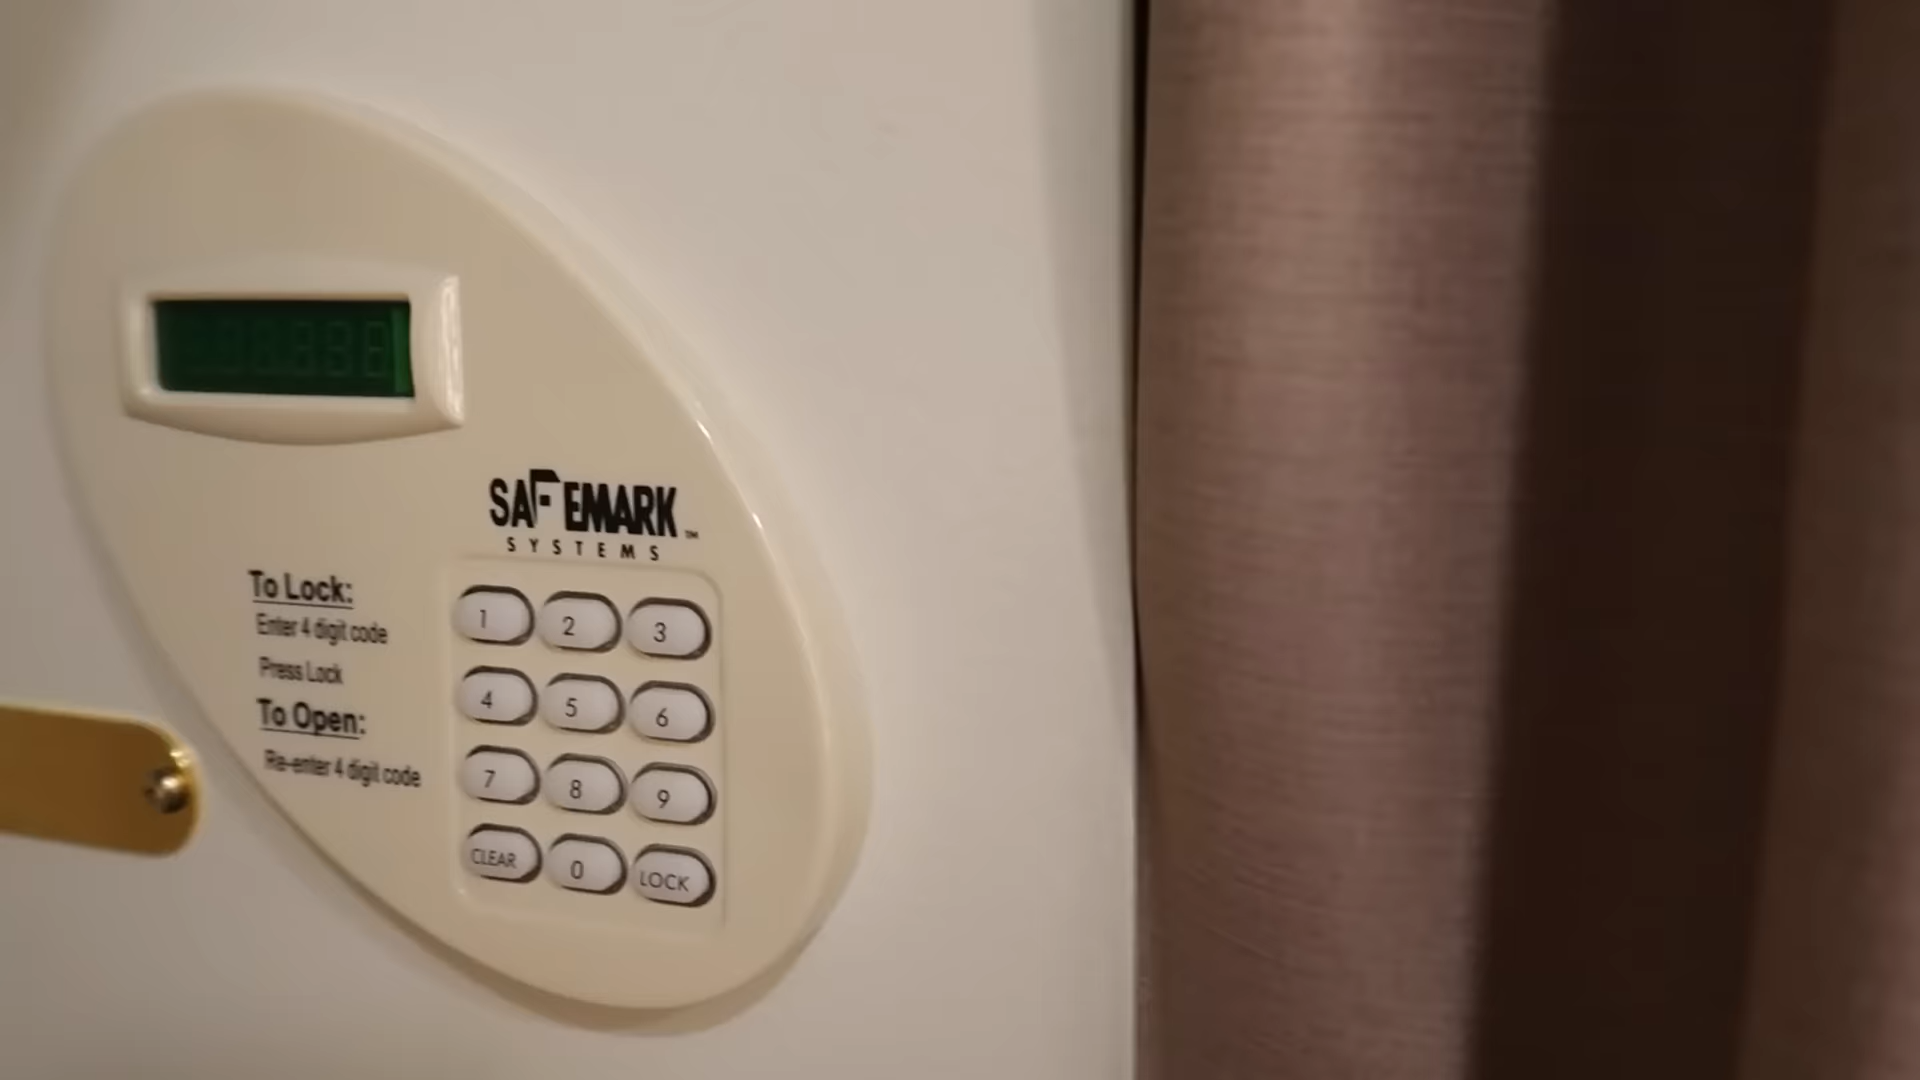 SAFEMARK™
SYSTEMS
To Lock:
Enter 4 digit code
Press Lock
To Open:
Re-enter 4 digit code
1 2 3
4 5 6
7 8 9
CLEAR 0 LOCK